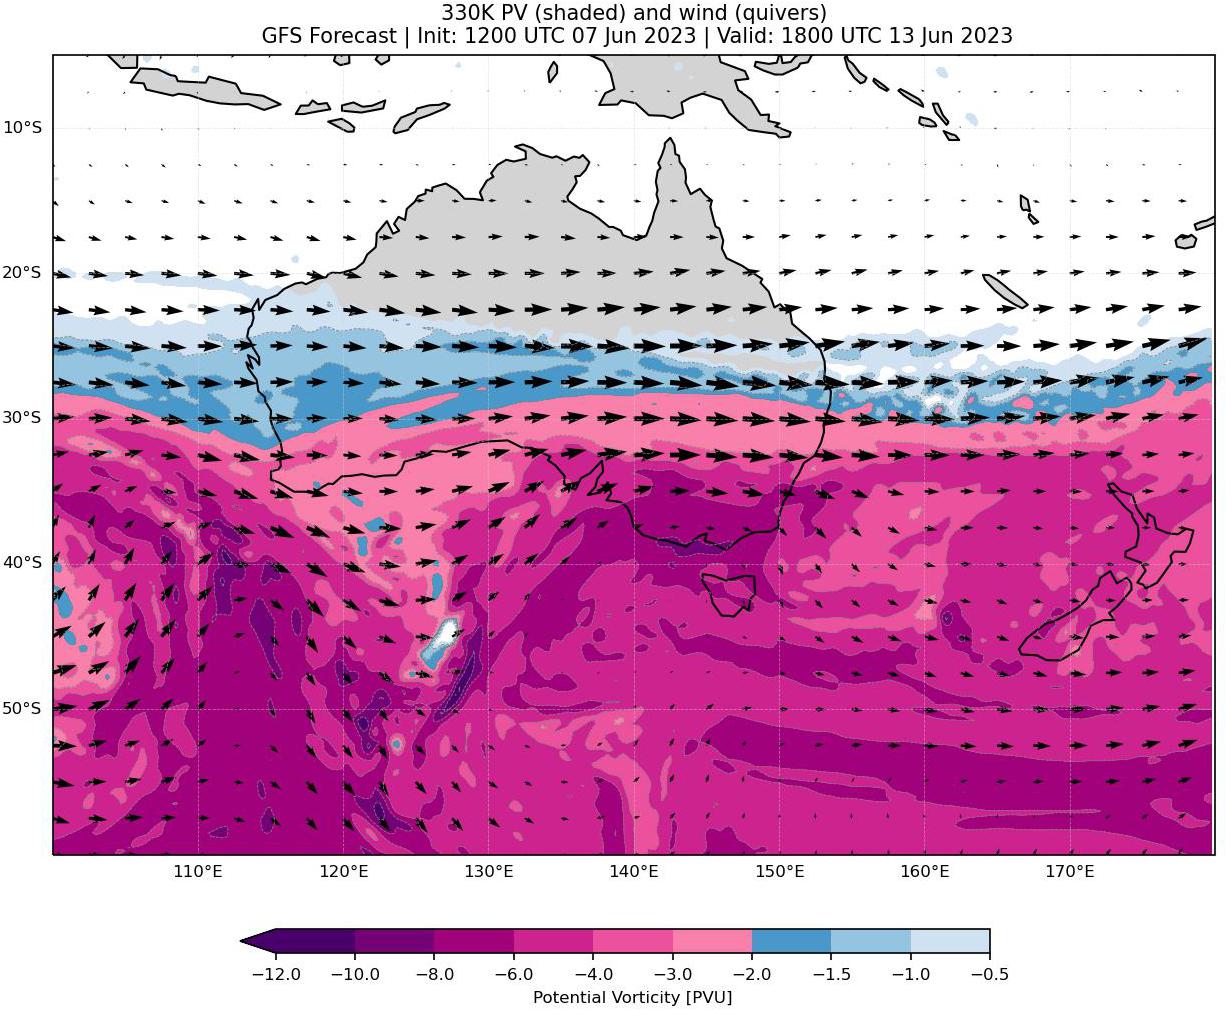 330K PV (shaded) and wind (quivers)
GFS Forecast | Init: 1200 UTC 07 Jun 2023 | Valid: 1800 UTC 13 Jun 2023
10°S
20°S
30°S
40°S
50°S
110°E 120°E 130°E 140°E 150°E 160°E 170°E
−12.0 −10.0 −8.0 −6.0 −4.0 −3.0 −2.0 −1.5 −1.0 −0.5
Potential Vorticity [PVU]